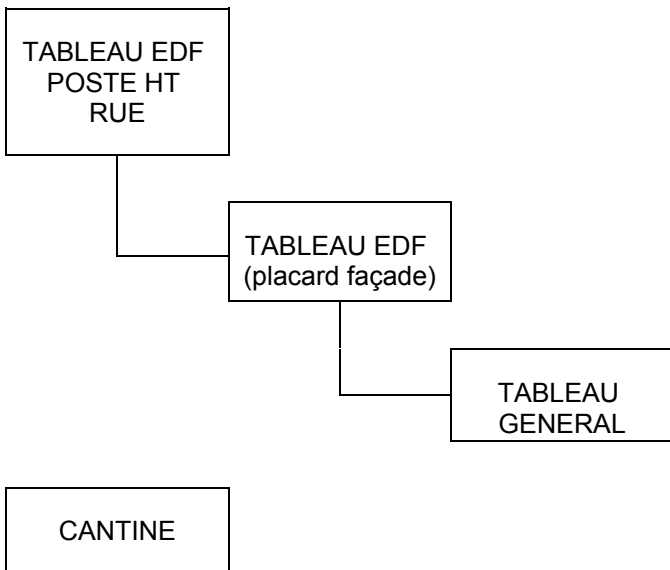 TABLEAU EDF
POSTE HT
RUE
TABLEAU EDF
(placard façade)
TABLEAU
GENERAL
CANTINE